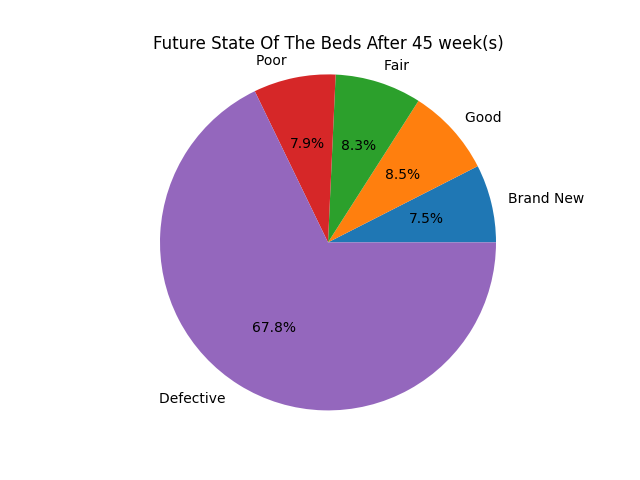 Future State Of The Beds After 45 week(s)
Poor
Fair
Good
Brand New
Defective
7.9%
8.3%
8.5%
7.5%
67.8%